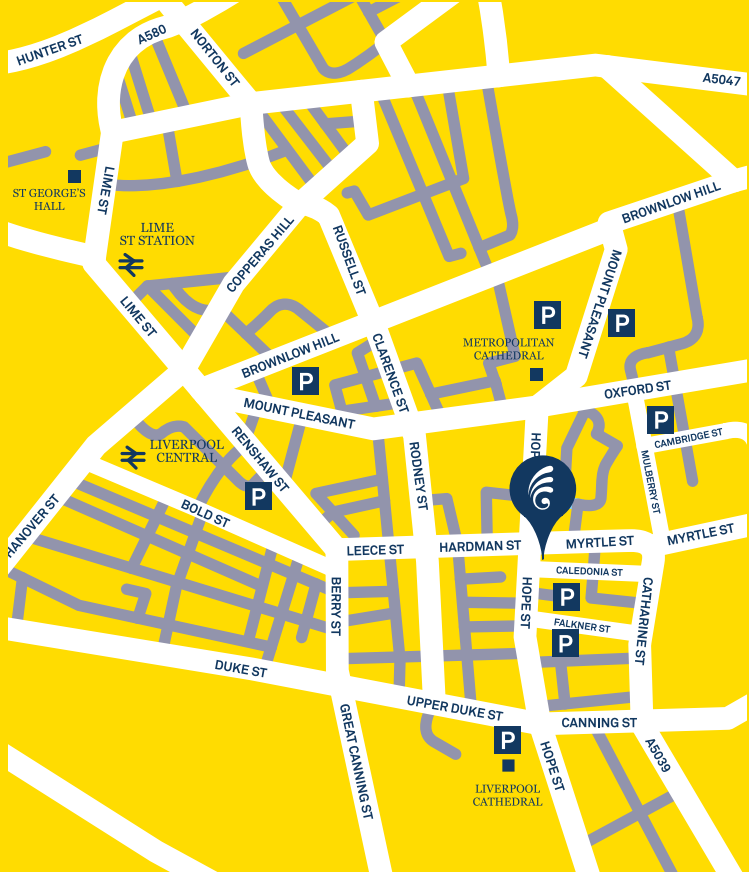 HUNTER ST
A580
NORTON ST
A5047
ST GEORGE'S
HALL
LIME ST
LIME
ST STATION
COPPERAS HILL
RUSSELL ST
BROWNLOW HILL
MOUNT PLEASANT
LIME ST
P
P
METROPOLITAN
CATHEDRAL
BROWNLOW HILL
CLARENCE ST
P
OXFORD ST
MOUNT PLEASANT
P
CAMBRIDGE ST
RENSHAW ST
LIVERPOOL
CENTRAL
RODNEY ST
HOP
MULBERRY ST
P
BOLD ST
HANOVER ST
LEECE ST
HARDMAN ST
MYRTLE ST
MYRTLE ST
CALEDONIA ST
BERRY ST
HOPE ST
P
CATHARINE ST
FALKNER ST
P
DUKE ST
UPPER DUKE ST
CANNING ST
GREAT CANNING ST
P
HOPE ST
A5039
LIVERPOOL
CATHEDRAL